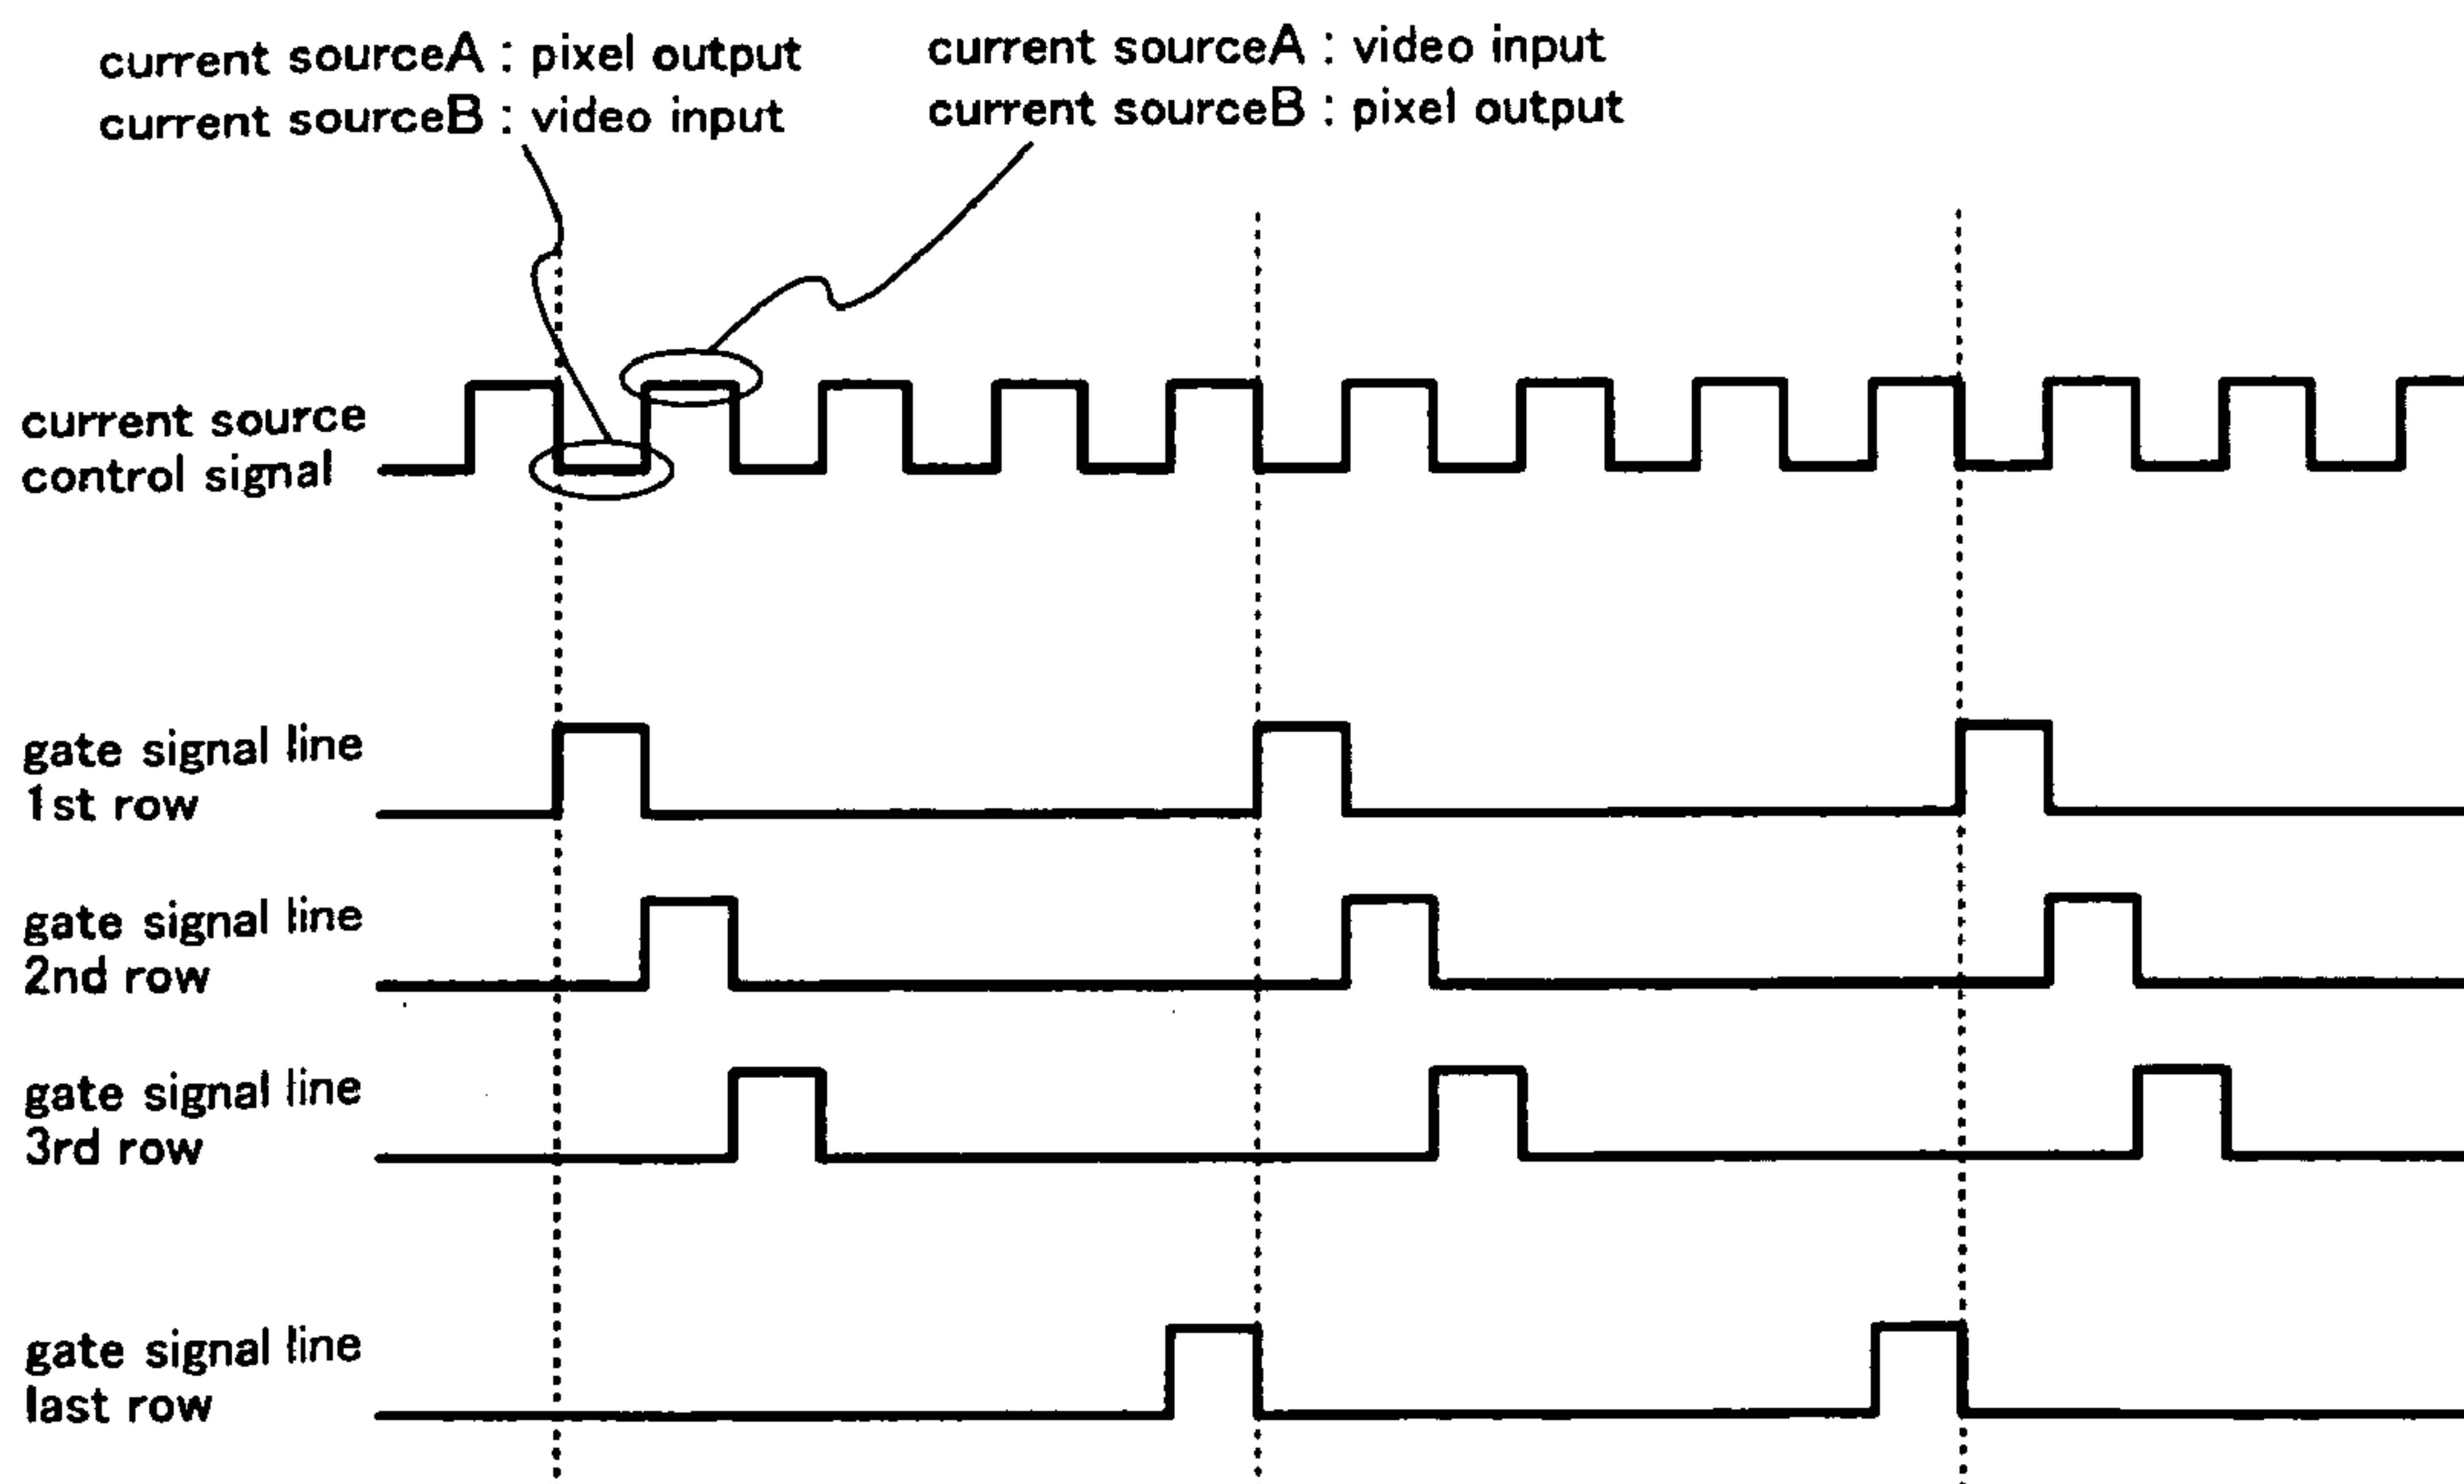 current sourceA : pixel output
current sourceB : video input
current sourceA : video input
current sourceB : pixel output
current source
control signal
gate signal line
1st row
gate signal line
2nd row
gate signal line
3rd row
gate signal line
last row